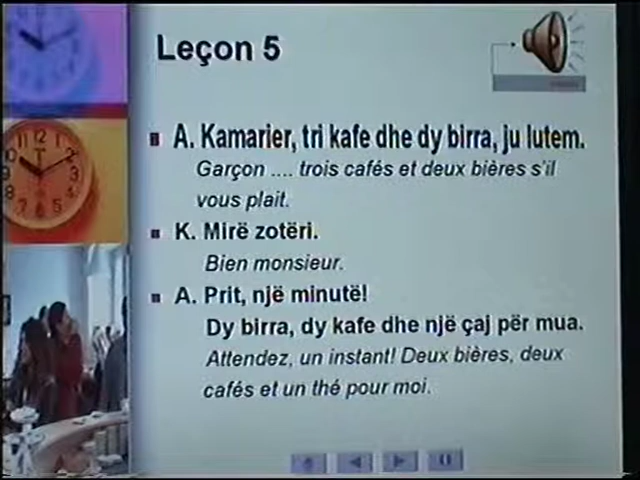 Leçon 5
A. Kamarier, tri kafe dhe dy birra, ju lutem.
Garçon .... trois cafés et deux bières s'il
vous plait.
K. Mirë zotëri.
Bien monsieur.
A. Prit, një minutë!
Dy birra, dy kafe dhe një çaj për mua.
Attendez, un instant! Deux bières, deux
cafés et un thé pour moi.